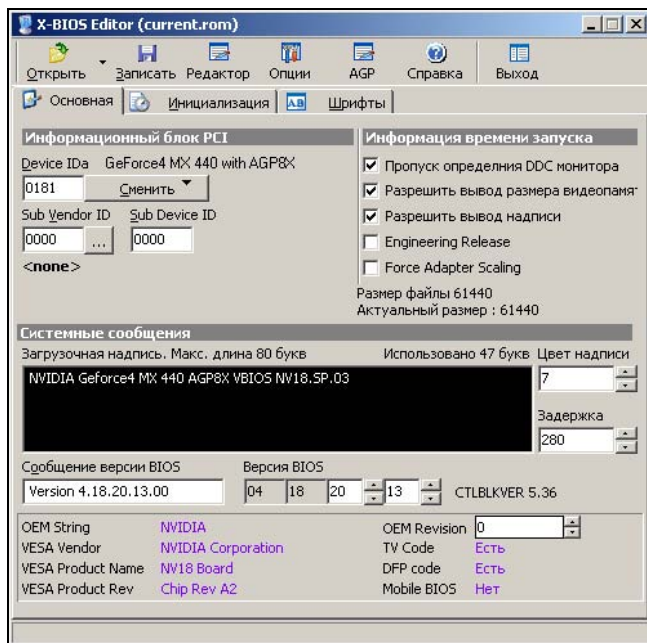 X-BIOS Editor (current.rom)
Открыть Записать Редактор Опции AGP Справка Выход
Основная Инициализация AB Шрифты
Информационный блок PCI
Device IDa GeForce4 MX 440 with AGP8X
0181 Сменить
Sub Vendor ID Sub Device ID
0000 ... 0000
<none>
Информация времени запуска
Пропуск определния DDC монитора
Разрешить вывод размера видеопамят
Разрешить вывод надписи
Engineering Release
Force Adapter Scaling
Размер файлы 61440
Актуальный размер : 61440
Системные сообщения
Загрузочная надпись. Макс. длина 80 букв Использовано 47 букв Цвет надписи
NVIDIA Geforce4 MX 440 AGP8X VBIOS NV18.SP.03
7
Задержка
280
Сообщение версии BIOS Версия BIOS
Version 4.18.20.13.00 04 18 20 13 CTLBLKVER 5.36
OEM String NVIDIA OEM Revision 0
VESA Vendor NVIDIA Corporation TV Code Есть
VESA Product Name NV18 Board DFP code Есть
VESA Product Rev Chip Rev A2 Mobile BIOS Нет